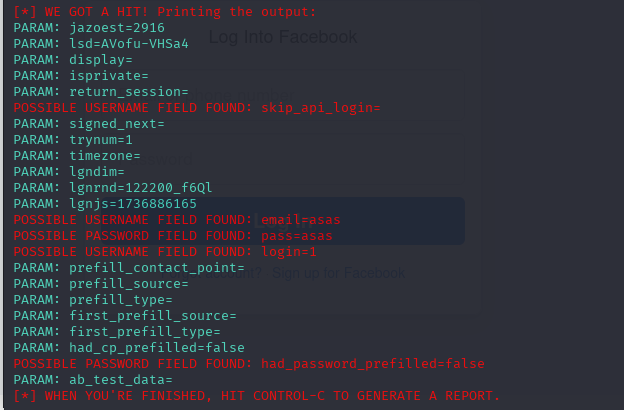 [*] WE GOT A HIT! Printing the output:
PARAM: jazoest=2916
Log Into Facebook
PARAM: lsd=AVofu-VHSa4
PARAM: display=
PARAM: isprivate=
PARAM: return_session=
POSSIBLE USERNAME FIELD FOUND: skip_api_login=
PARAM: signed_next=
PARAM: trynum=1
PARAM: timezone=
PARAM: lgndim=
PARAM: lgnrnd=122200_f6Ql
PARAM: lgnjs=1736886165
POSSIBLE USERNAME FIELD FOUND: email=asas
Log In
POSSIBLE PASSWORD FIELD FOUND: pass=asas
POSSIBLE USERNAME FIELD FOUND: login=1
PARAM: prefill_contact_point=
Sign up for Facebook
PARAM: prefill_source=
PARAM: prefill_type=
PARAM: first_prefill_source=
PARAM: first_prefill_type=
PARAM: had_cp_prefilled=false
POSSIBLE PASSWORD FIELD FOUND: had_password_prefilled=false
PARAM: ab_test_data=
[*] WHEN YOU'RE FINISHED, HIT CONTROL-C TO GENERATE A REPORT.